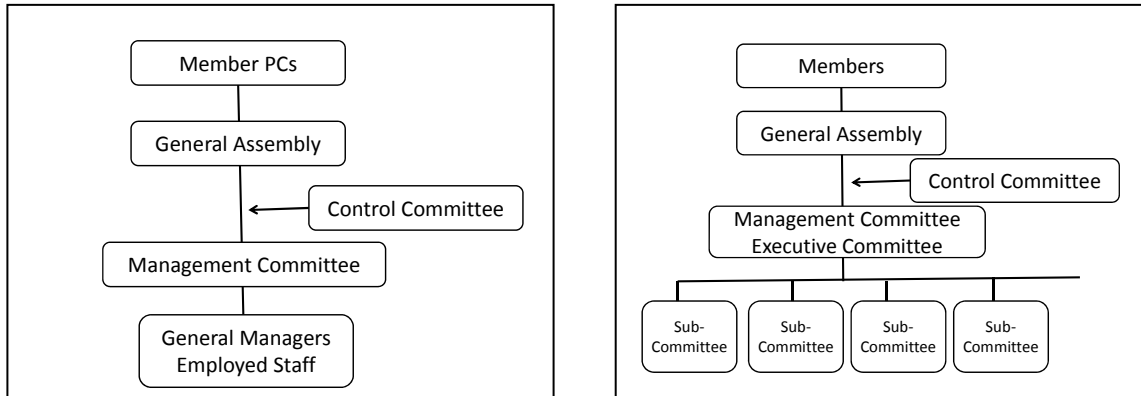 Member PCs
General Assembly
Control Committee
Management Committee
General Managers
Employed Staff
Members
General Assembly
Control Committee
Management Committee
Executive Committee
Sub-
Committee
Sub-
Committee
Sub-
Committee
Sub-
Committee